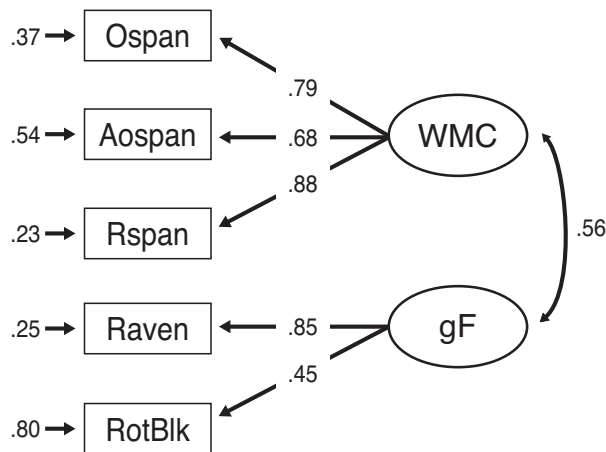 .37
Ospan
.79
.54
Aospan
.68
WMC
.88
.23
Rspan
.56
.25
Raven
.85
gF
.45
.80
RotBlk